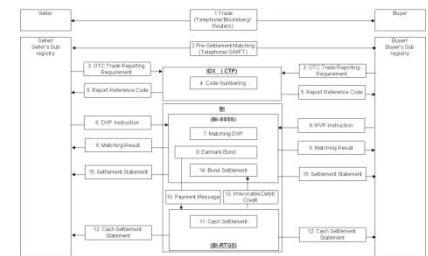 Seller
1.Trade
(Telephone/Bloomberg/
Reuters)
Buyer
Seller/
Seller's Sub
registry
2.Pre-Settlement Matching
(Telephone/SWIFT)
Buyer/
Buyer's Sub
registry
3. OTC Trade Reporting
Requirement
IDX (CTP)
3. OTC Trade Reporting
Requirement
4. Code Numbering
5. Report Reference Code
5. Report Reference Code
BI
(BI-SSSS)
6. DVP Instruction
6. RVP Instruction
7. Matching DVP
8. Matching Result
8. Matching Result
9. Earmark Bond
14. Bond Settlement
15. Settlement Statement
15. Settlement Statement
10. Payment Message
13. Irrevocable Debit/
Credit
11. Cash Settlement
12. Cash Settlement
Statement
12. Cash Settlement
Statement
(BI-RTGS)